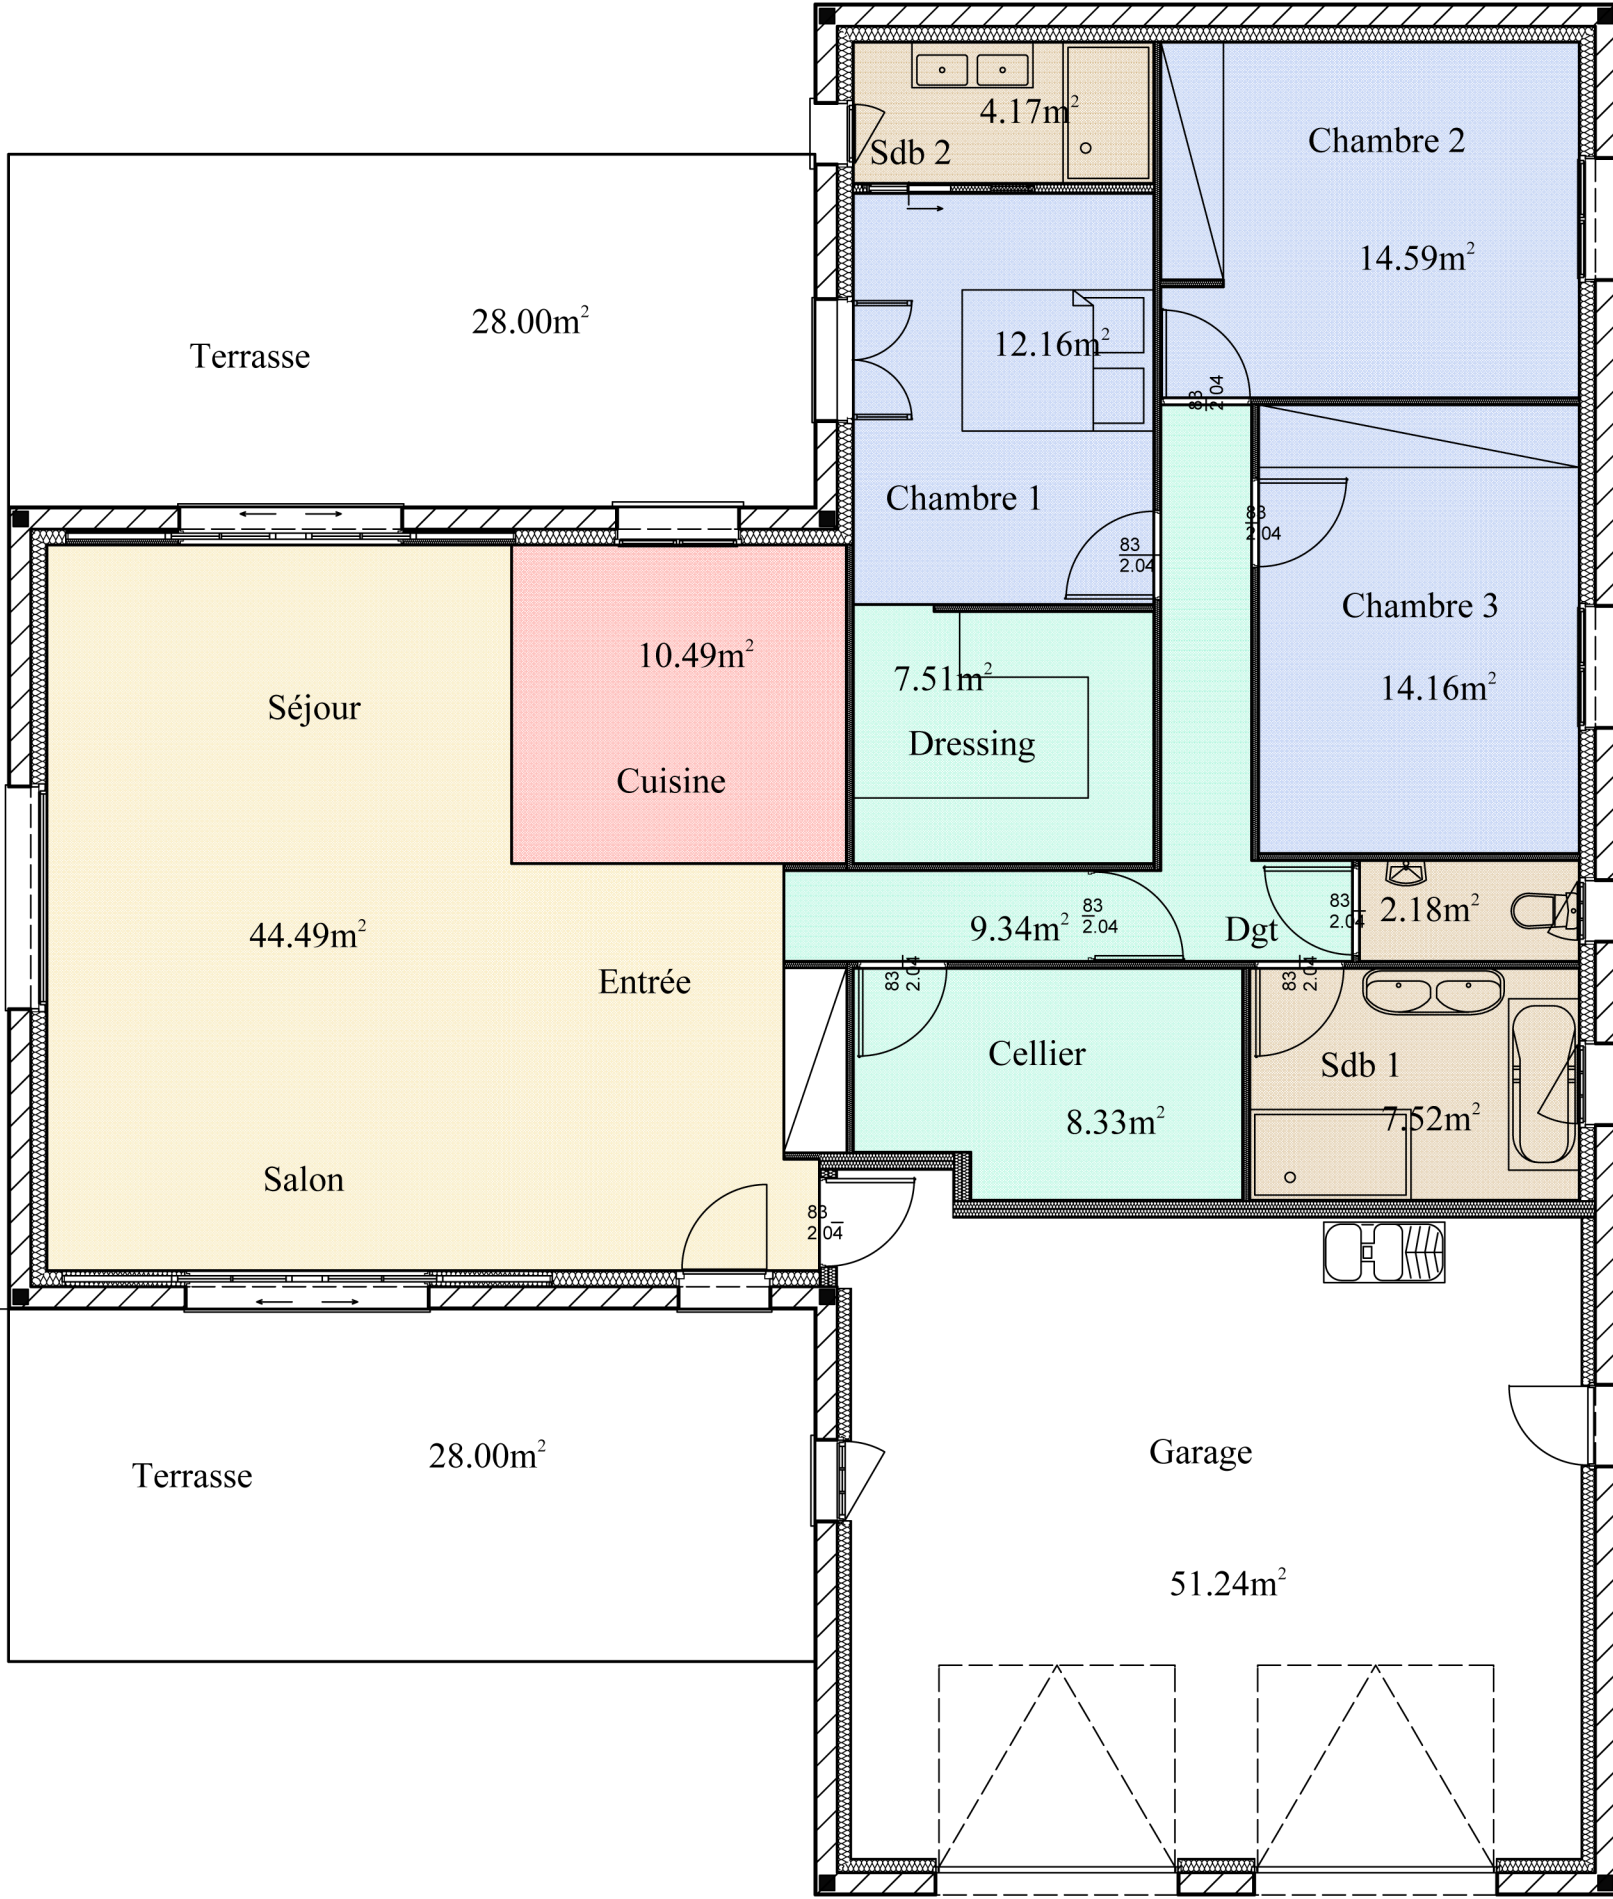 4.17m²
Sdb 2
Chambre 2
14.59m²
28.00m²
Terrasse
12.16m²
83
2.04
Chambre 1
83
2.04
83
2.04
Chambre 3
10.49m²
7.51m²
14.16m²
Séjour
Dressing
Cuisine
44.49m²
9.34m²
83
2.04
Dgt
83
2.04
2.18m²
Entrée
83
2.04
83
2.04
Cellier
Sdb 1
8.33m²
7.52m²
Salon
83
2.04
28.00m²
Terrasse
Garage
51.24m²